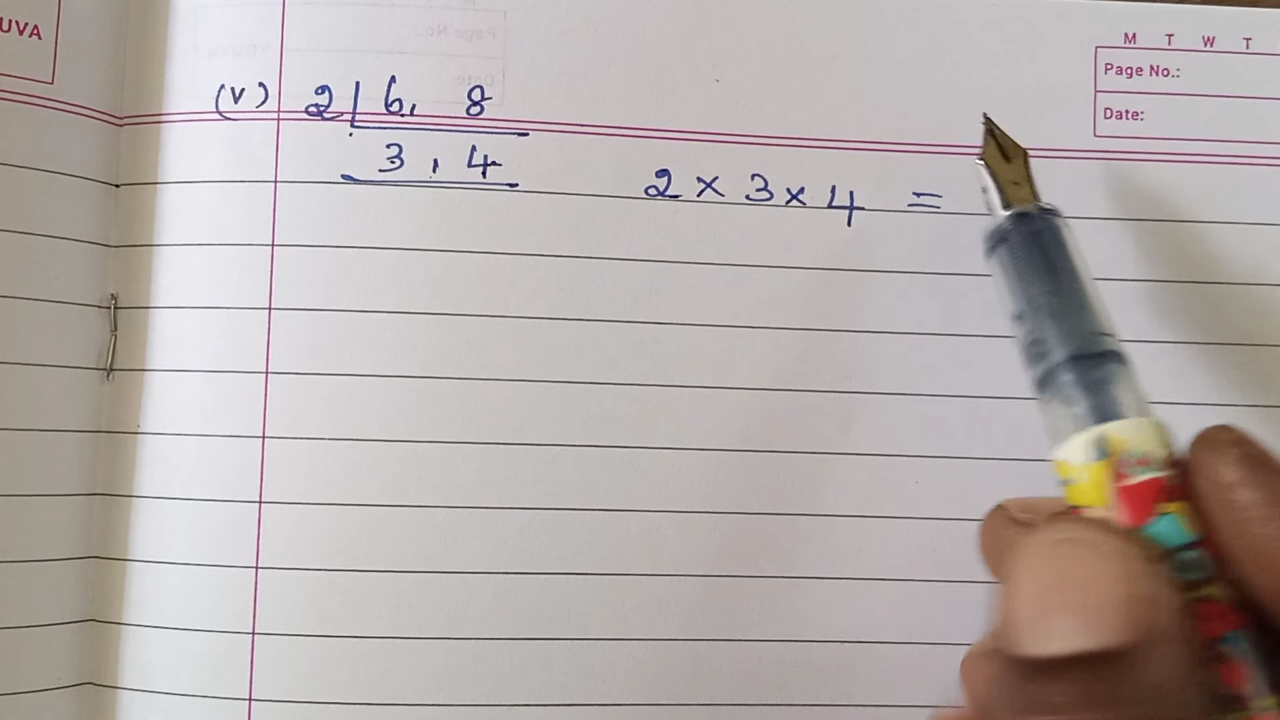 UVA
M T W T
Page No.:
Date:
(v) 2 | 6, 8
3, 4
2 × 3 × 4 =